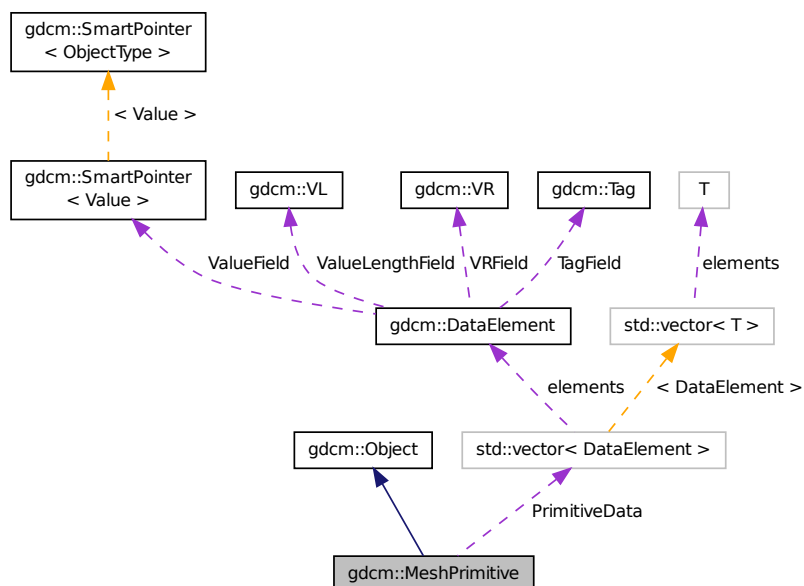 gdcm::SmartPointer
< ObjectType >
< Value >
gdcm::SmartPointer
< Value >
gdcm::VL
gdcm::VR
gdcm::Tag
T
ValueField
ValueLengthField
VRField
TagField
elements
gdcm::DataElement
std::vector< T >
elements
< DataElement >
gdcm::Object
std::vector< DataElement >
PrimitiveData
gdcm::MeshPrimitive